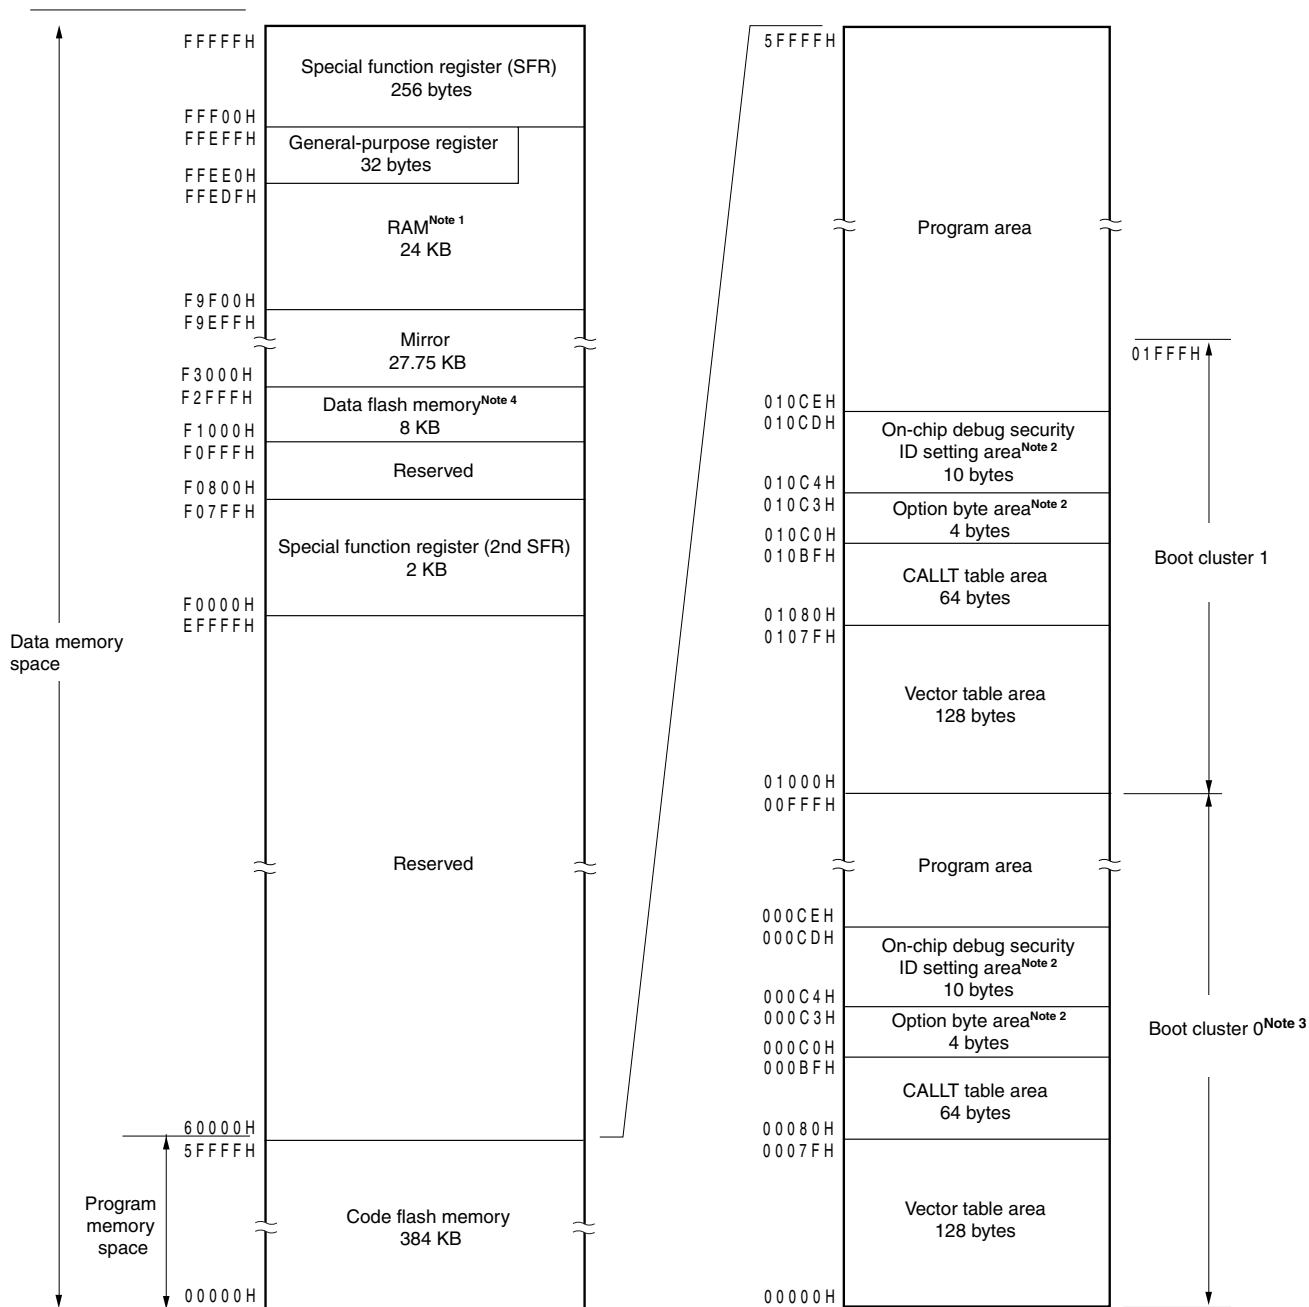 FFFFFH
Special function register (SFR)
256 bytes
FFF00H
FFEFFH
General-purpose register
32 bytes
FFEE0H
FFEDFH
RAMNote 1
24 KB
F9F00H
F9EFFH
Mirror
27.75 KB
F3000H
F2FFFH
Data flash memoryNote 4
8 KB
F1000H
F0FFFH
Reserved
F0800H
F07FFH
Special function register (2nd SFR)
2 KB
F0000H
EFFFFH
Data memory
space
Reserved
60000H
5FFFFH
Program
memory
space
Code flash memory
384 KB
00000H
5FFFFH
Program area
01FFFH
010CEH
010CDH
On-chip debug security
ID setting areaNote 2
10 bytes
010C4H
010C3H
Option byte areaNote 2
4 bytes
010C0H
010BFH
CALLT table area
64 bytes
01080H
0107FH
Boot cluster 1
Vector table area
128 bytes
01000H
00FFFH
Program area
000CEH
000CDH
On-chip debug security
ID setting areaNote 2
10 bytes
000C4H
000C3H
Option byte areaNote 2
4 bytes
000C0H
000BFH
Boot cluster 0Note 3
CALLT table area
64 bytes
00080H
0007FH
Vector table area
128 bytes
00000H